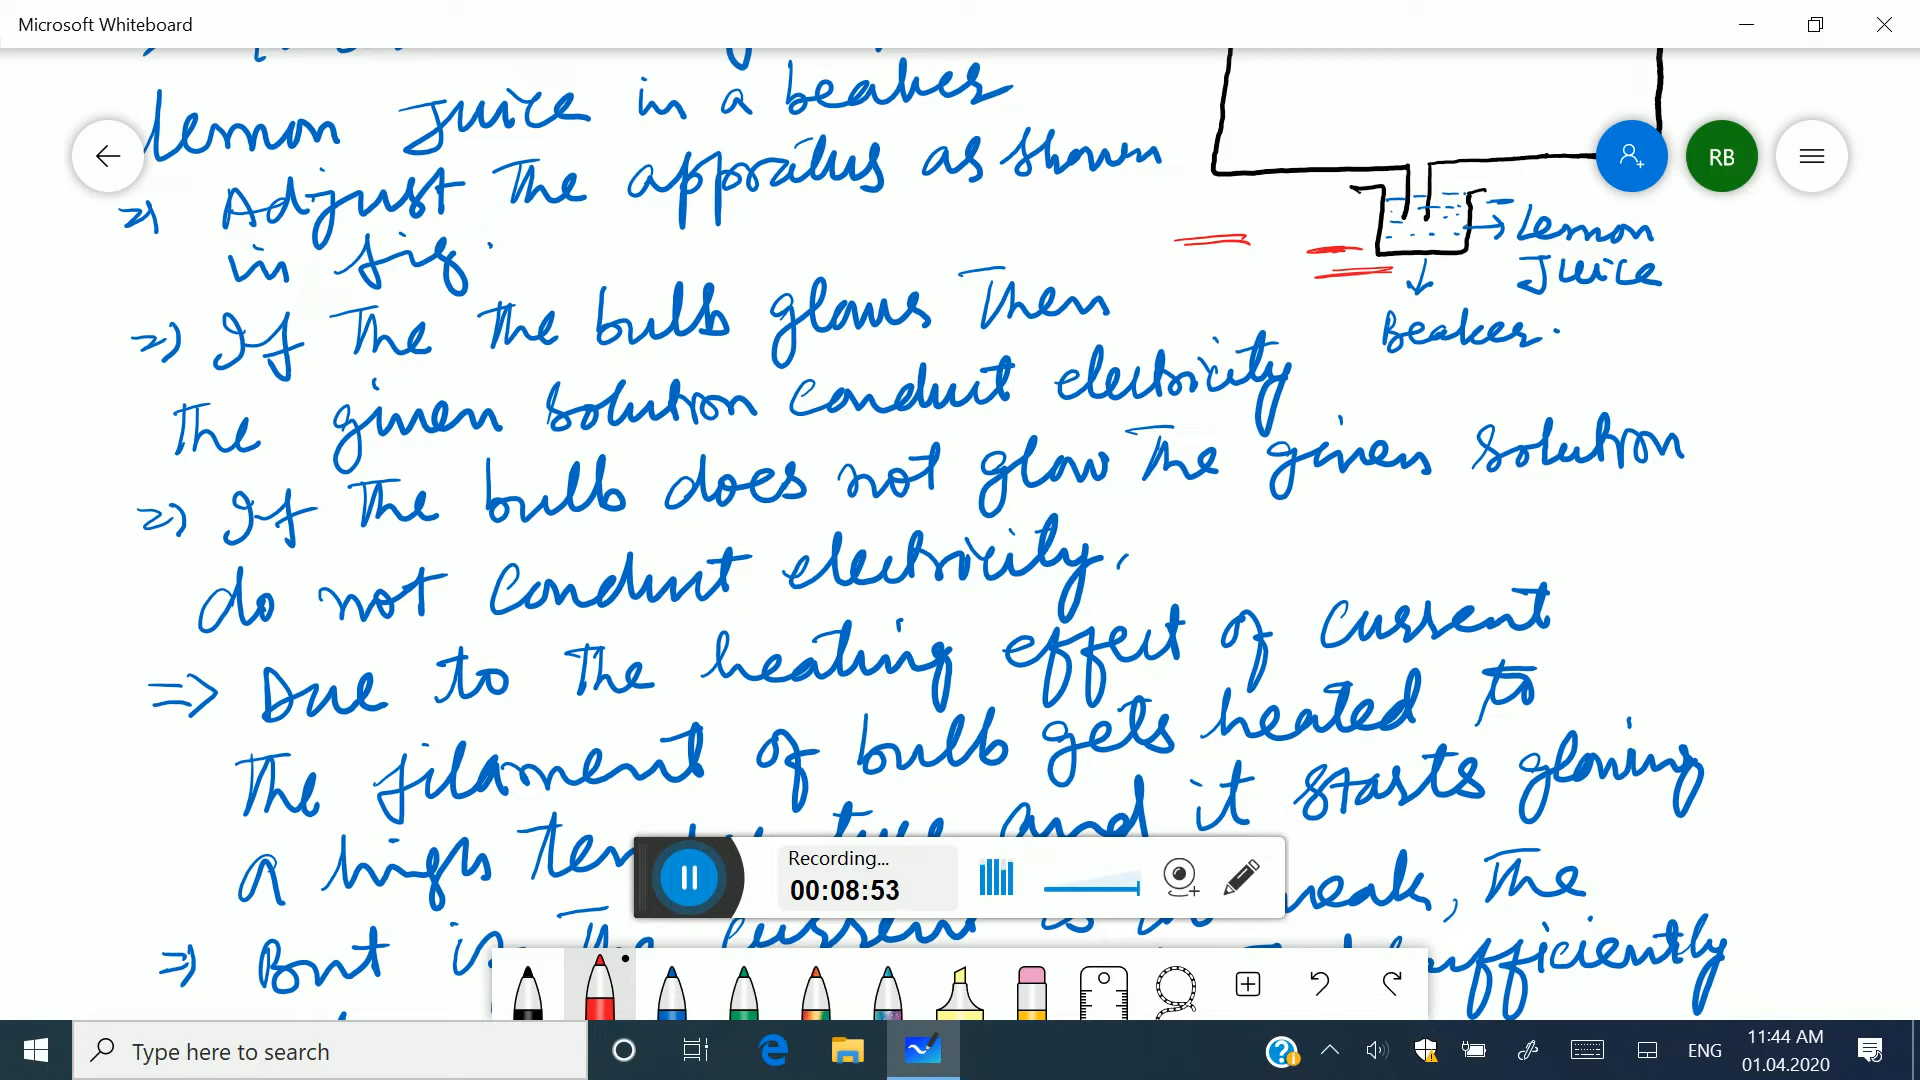 Microsoft Whiteboard
Lemon Juice in a beaker
=) Adjust the appratus as shown
in fig.
RB
Lemon
Juice
Beaker.
=) If the the bulb glows Then
The given solution conduct electricity
=) If the bulb does not glow The given solution
do not conduct electricity.
=> Due to the heating effect of current
The filament of bulb gets heated to
a high and it starts glowing
Recording...
00:08:53
=) But The current is weak, The
sufficiently
Type here to search
ENG
11:44 AM
01.04.2020